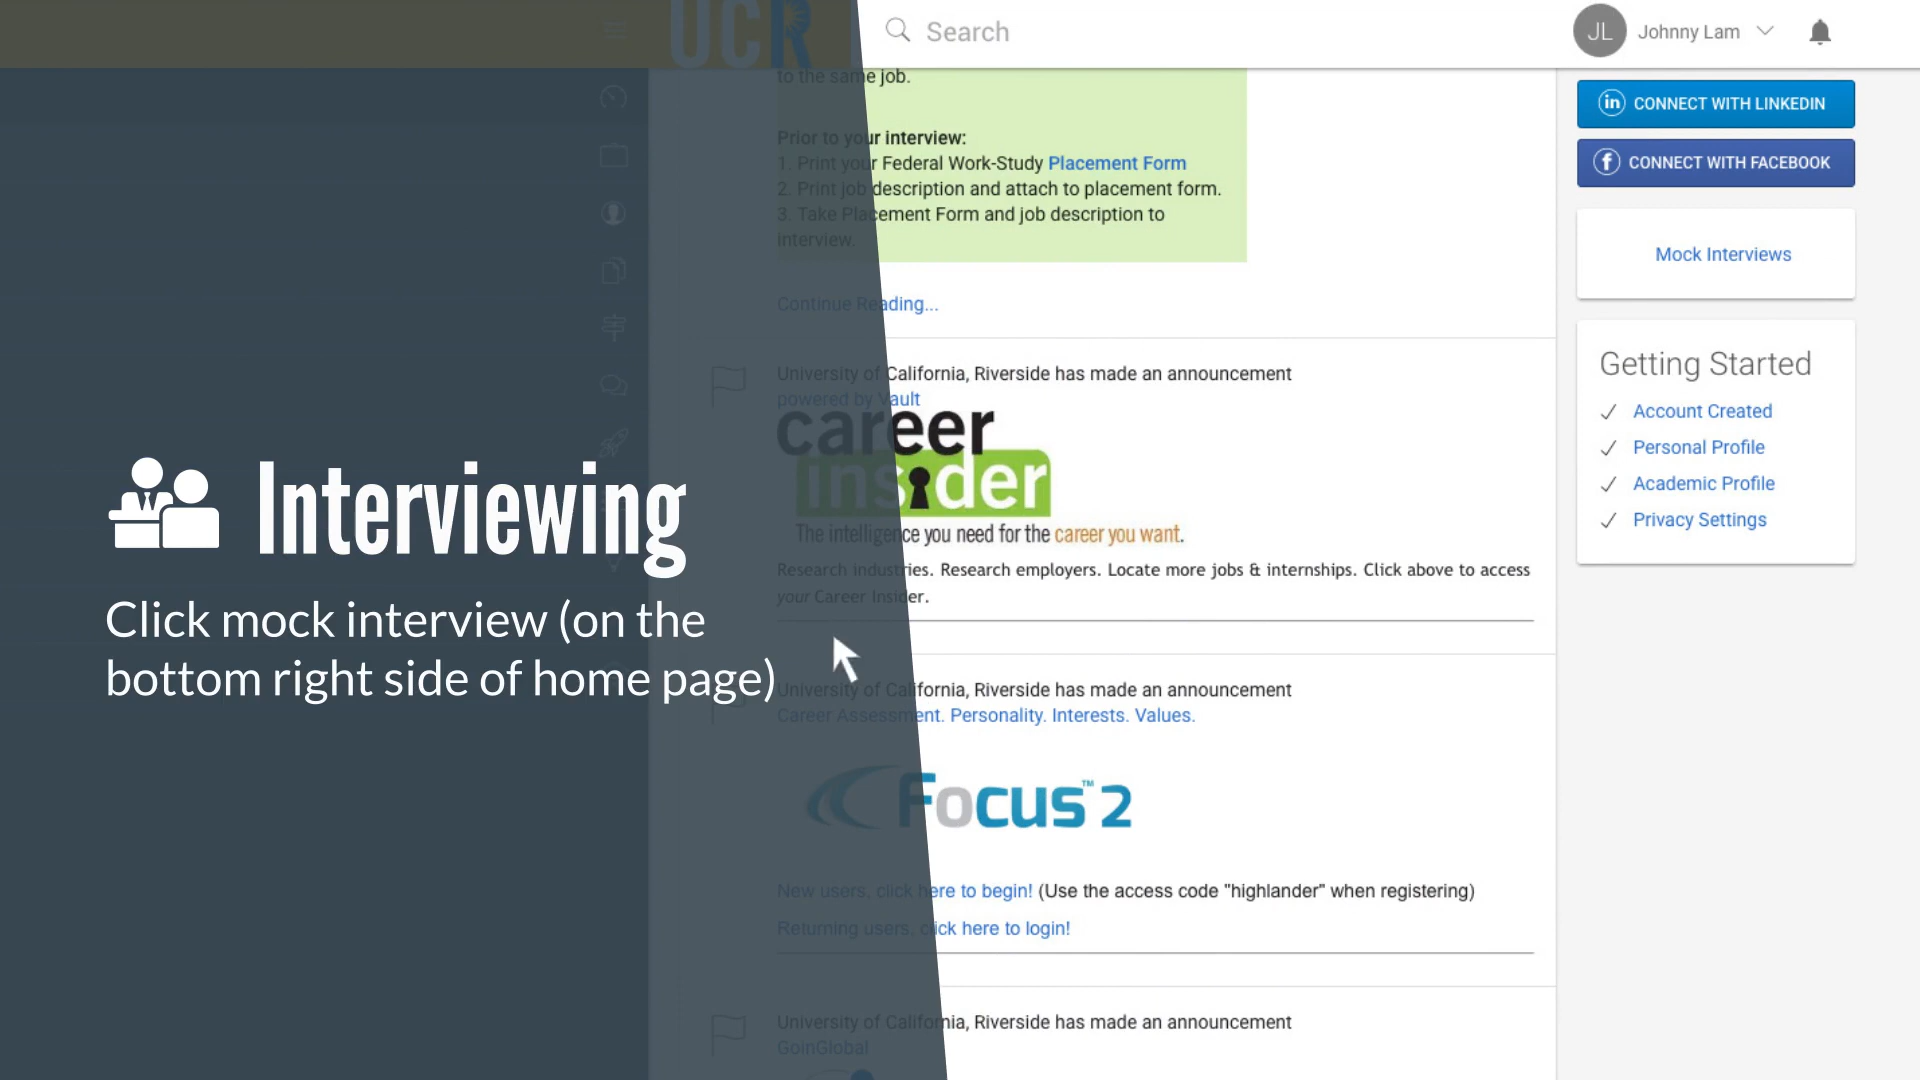 UCR
Search
JL
Johnny Lam
to the same job.
Prior to your interview:
1. Print your Federal Work-Study Placement Form
2. Print job description and attach to placement form.
3. Take Placement Form and job description to
interview.
Continue Reading...
University of California, Riverside has made an announcement
powered by Vault
career
insider
The intelligence you need for the career you want.
Research industries. Research employers. Locate more jobs & internships. Click above to access
your Career Insider.
University of California, Riverside has made an announcement
Career Assessment. Personality. Interests. Values.
Focus™ 2
New users, click here to begin! (Use the access code "highlander" when registering)
Returning users, click here to login!
University of California, Riverside has made an announcement
GoinGlobal
Interviewing
Click mock interview (on the
bottom right side of home page)
in CONNECT WITH LINKEDIN
f CONNECT WITH FACEBOOK
Mock Interviews
Getting Started
Account Created
Personal Profile
Academic Profile
Privacy Settings